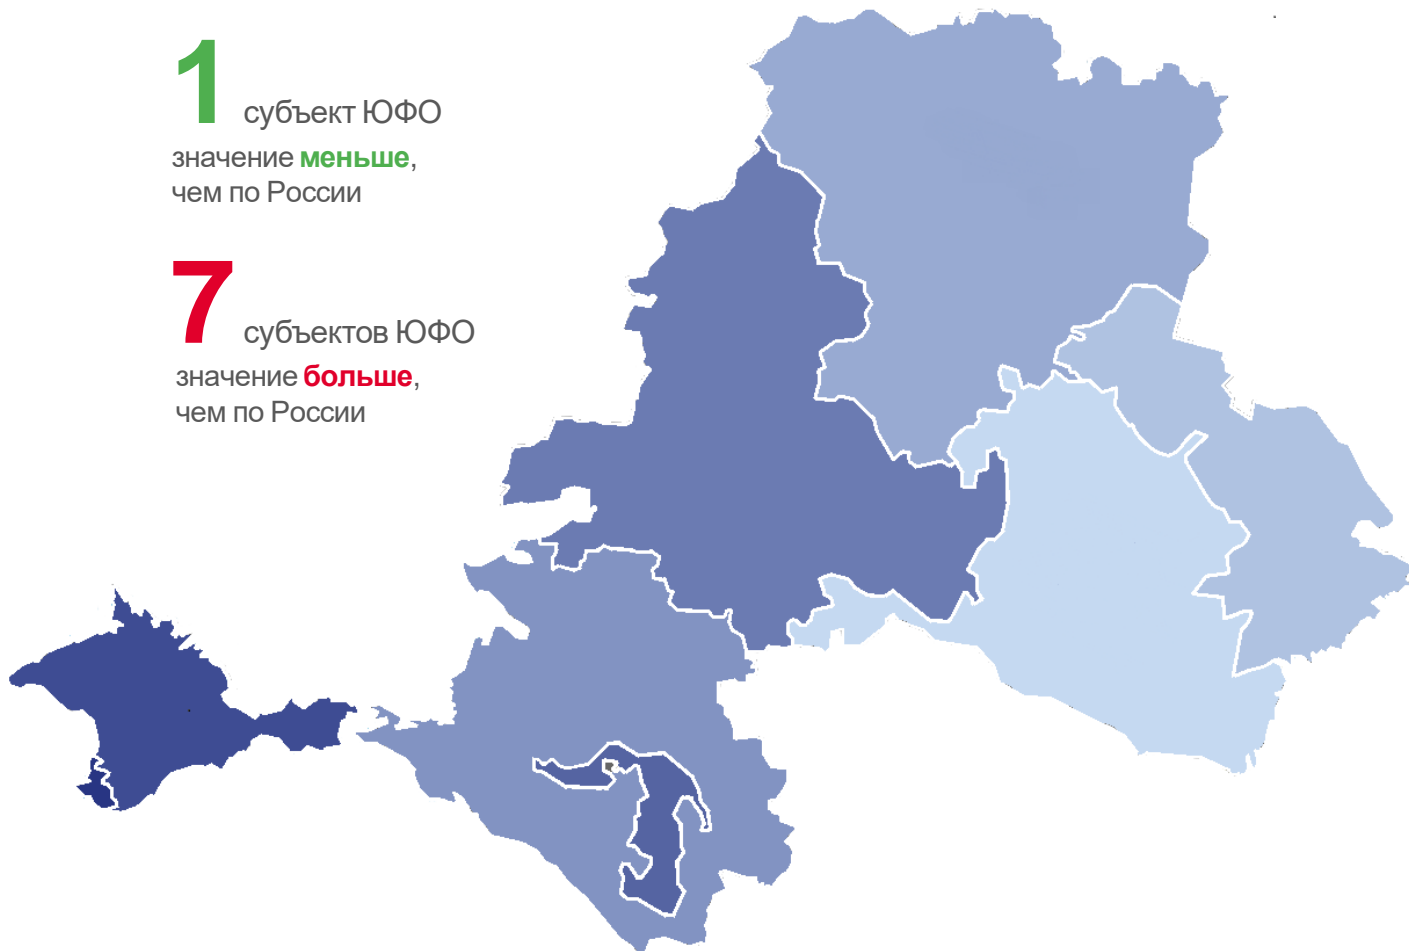 1 субъект ЮФО
значение меньше,
чем по России
7 субъектов ЮФО
значение больше,
чем по России